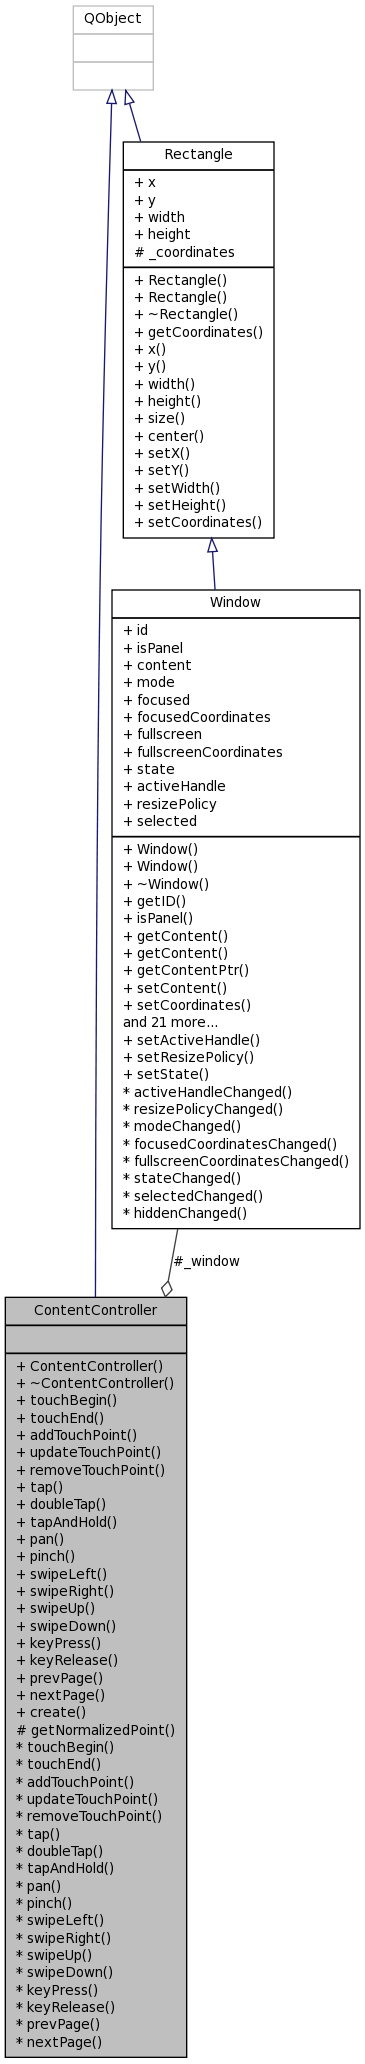 QObject
Rectangle
+ x
+ y
+ width
+ height
# _coordinates
+ Rectangle()
+ Rectangle()
+ ~Rectangle()
+ getCoordinates()
+ x()
+ y()
+ width()
+ height()
+ size()
+ center()
+ setX()
+ setY()
+ setWidth()
+ setHeight()
+ setCoordinates()
Window
+ id
+ isPanel
+ content
+ mode
+ focused
+ focusedCoordinates
+ fullscreen
+ fullscreenCoordinates
+ state
+ activeHandle
+ resizePolicy
+ selected
+ Window()
+ Window()
+ ~Window()
+ getID()
+ isPanel()
+ getContent()
+ getContent()
+ getContentPtr()
+ setContent()
+ setCoordinates()
and 21 more...
+ setActiveHandle()
+ setResizePolicy()
+ setState()
* activeHandleChanged()
* resizePolicyChanged()
* modeChanged()
* focusedCoordinatesChanged()
* fullscreenCoordinatesChanged()
* stateChanged()
* selectedChanged()
* hiddenChanged()
#_window
ContentController
+ ContentController()
+ ~ContentController()
+ touchBegin()
+ touchEnd()
+ addTouchPoint()
+ updateTouchPoint()
+ removeTouchPoint()
+ tap()
+ doubleTap()
+ tapAndHold()
+ pan()
+ pinch()
+ swipeLeft()
+ swipeRight()
+ swipeUp()
+ swipeDown()
+ keyPress()
+ keyRelease()
+ prevPage()
+ nextPage()
+ create()
# getNormalizedPoint()
* touchBegin()
* touchEnd()
* addTouchPoint()
* updateTouchPoint()
* removeTouchPoint()
* tap()
* doubleTap()
* tapAndHold()
* pan()
* pinch()
* swipeLeft()
* swipeRight()
* swipeUp()
* swipeDown()
* keyPress()
* keyRelease()
* prevPage()
* nextPage()